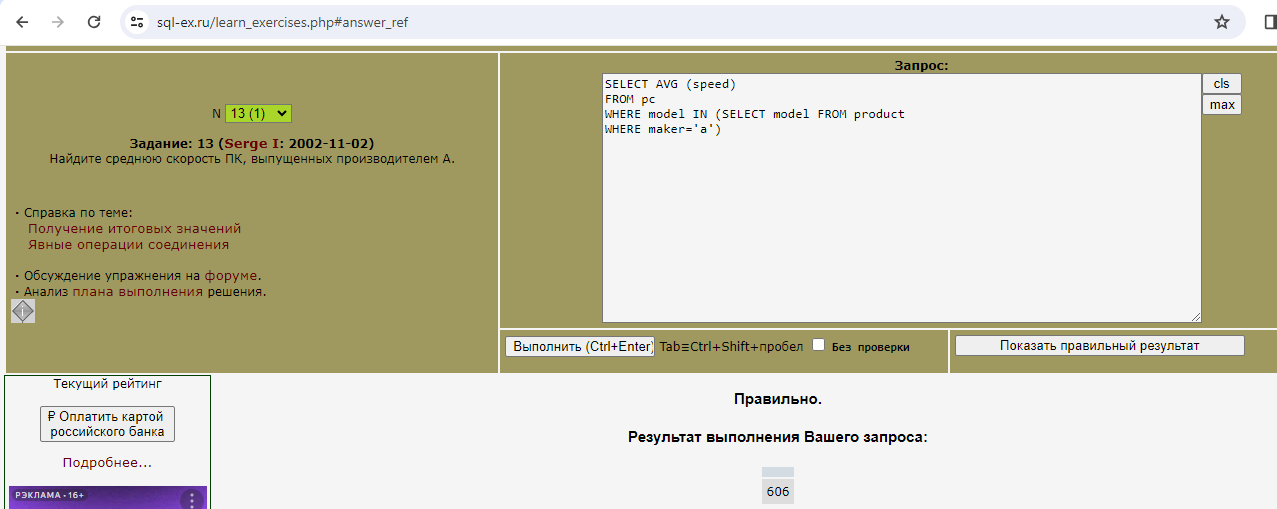 sql-ex.ru/learn_exercises.php#answer_ref
N 13 (1)
Задание: 13 (Serge I: 2002-11-02)
Найдите среднюю скорость ПК, выпущенных производителем A.
• Справка по теме:
Получение итоговых значений
Явные операции соединения
• Обсуждение упражнения на форуме.
• Анализ плана выполнения решения.
Запрос:
SELECT AVG (speed)
FROM pc
WHERE model IN (SELECT model FROM product
WHERE maker='a')
cls
max
Выполнить (Ctrl+Enter) Tab≡Ctrl+Shift+пробел Без проверки
Показать правильный результат
Текущий рейтинг
₽ Оплатить картой
российского банка
Подробнее...
РЭКЛАМА • 16+
Правильно.
Результат выполнения Вашего запроса:
606